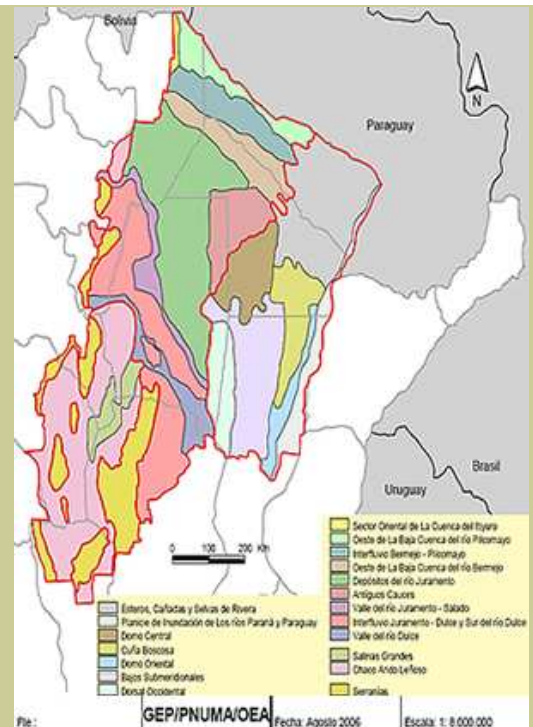 Bolivia
Paraguay
N
Brasil
Uruguay
0 100 200 Km
Sector Oriental de La Cuenca del Itiyuro
Oeste de La Baja Cuenca del río Pilcomayo
Interfluvio Bermejo - Pilcomayo
Oeste de La Baja Cuenca del río Bermejo
Depósitos del río Juramento
Antiguos Cauces
Valle del río Juramento - Salado
Interfluvio Juramento - Dulce y Sur del río Dulce
Valle del río Dulce
Salinas Grandes
Chaco Arido Leñoso
Serranías
Esteros, Cañadas y Selvas de Rivera
Planicie de Inundación de Los ríos Paraná y Paraguay
Domo Central
Cuña Boscosa
Domo Oriental
Bajos Submeridionales
Dorsal Occidental
GEP/PNUMA/OEA
Fecha: Agosto 2006
Escala: 1: 8 000 000